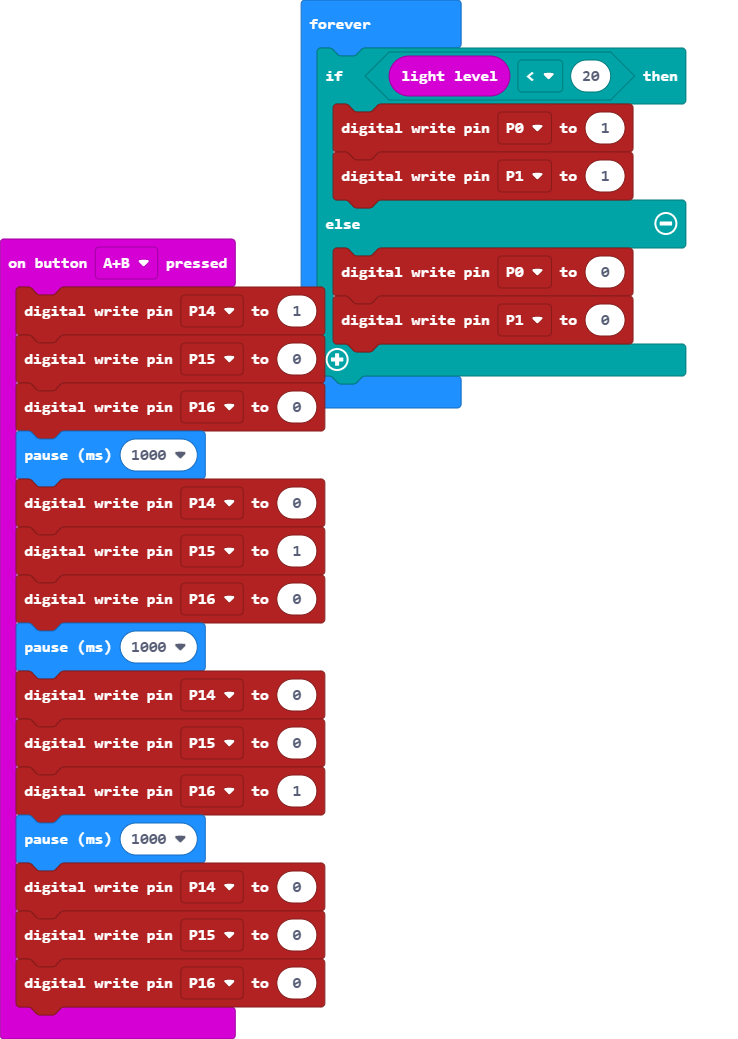 forever
if light level < 20 then
digital write pin P0 to 1
digital write pin P1 to 1
else
digital write pin P0 to 0
digital write pin P1 to 0
on button A+B pressed
digital write pin P14 to 1
digital write pin P15 to 0
digital write pin P16 to 0
pause (ms) 1000
digital write pin P14 to 0
digital write pin P15 to 1
digital write pin P16 to 0
pause (ms) 1000
digital write pin P14 to 0
digital write pin P15 to 0
digital write pin P16 to 1
pause (ms) 1000
digital write pin P14 to 0
digital write pin P15 to 0
digital write pin P16 to 0